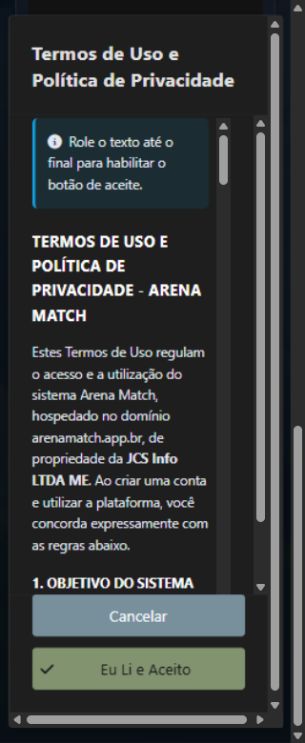 Termos de Uso e
Política de Privacidade
Role o texto até o
final para habilitar o
botão de aceite.
TERMOS DE USO E
POLÍTICA DE
PRIVACIDADE - ARENA
MATCH
Estes Termos de Uso regulam
o acesso e a utilização do
sistema Arena Match,
hospedado no domínio
arenamatch.app.br, de
propriedade da JCS Info
LTDA ME. Ao criar uma conta
e utilizar a plataforma, você
concorda expressamente com
as regras abaixo.
1. OBJETIVO DO SISTEMA
Cancelar
Eu Li e Aceito